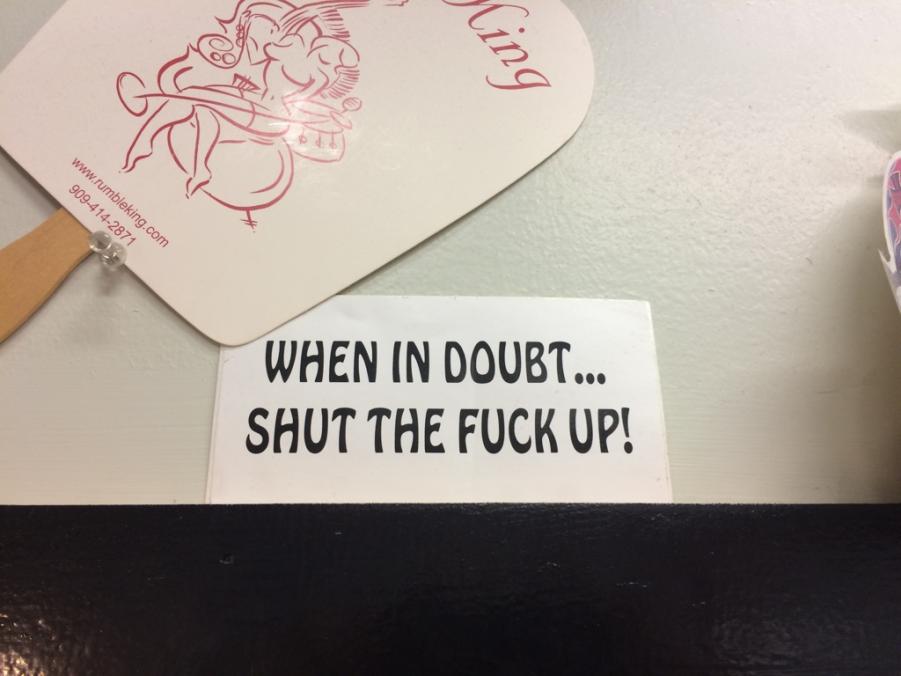 King
www.rumbleking.com
909-414-2871
WHEN IN DOUBT...
SHUT THE FUCK UP!